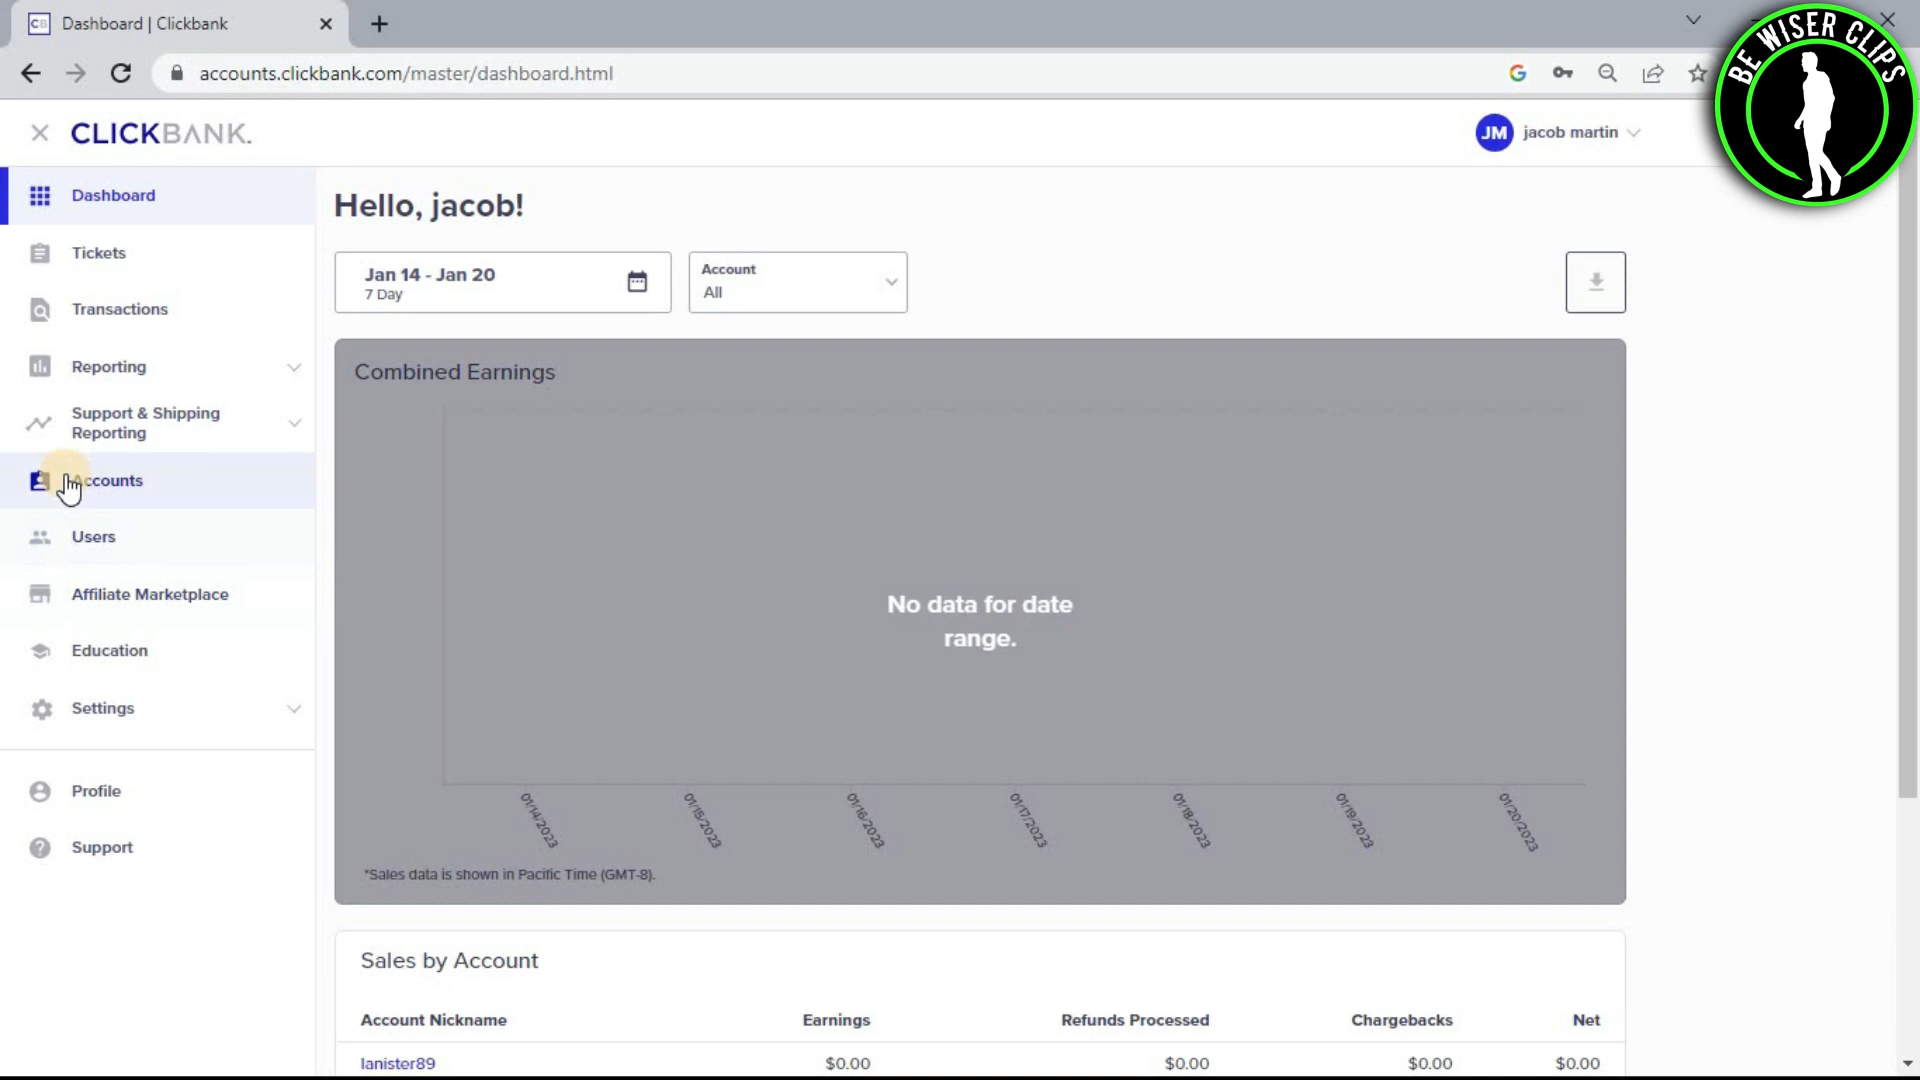 Dashboard | Clickbank
accounts.clickbank.com/master/dashboard.html
BE WISER CLIPS
CLICKBANK.
JM jacob martin
Dashboard
Tickets
Transactions
Reporting
Support & Shipping
Reporting
Accounts
Users
Affiliate Marketplace
Education
Settings
Profile
Support
Hello, jacob!
Jan 14 - Jan 20
7 Day
Account
All
Combined Earnings
No data for date
range.
01/14/2023 01/15/2023 01/16/2023 01/17/2023 01/18/2023 01/19/2023 01/20/2023
*Sales data is shown in Pacific Time (GMT-8).
Sales by Account
Account Nickname Earnings Refunds Processed Chargebacks Net
lanister89 $0.00 $0.00 $0.00 $0.00